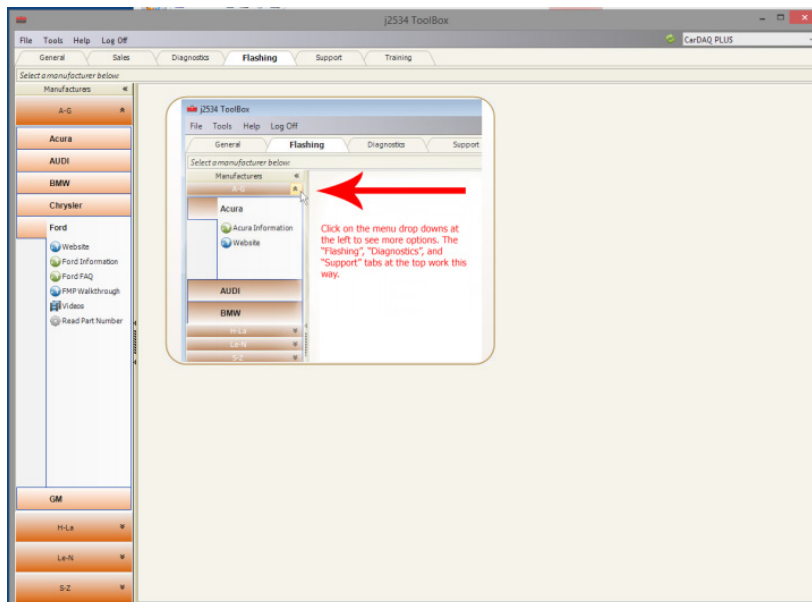 j2534 ToolBox
File Tools Help Log Off
CarDAQ PLUS
General Sales Diagnostics Flashing Support Training
Select a manufacturer below:
Manufacturers
A-G
Acura
AUDI
BMW
Chrysler
Ford
Website
Ford Information
Ford FAQ
FMP Walkthrough
Videos
Read Part Number
GM
H-La
Le-N
S-Z
j2534 ToolBox
File Tools Help Log Off
General Flashing Diagnostics Support
Select a manufacturer below:
Manufacturers
A-G
Acura
Acura Information
Website
AUDI
BMW
H-La
Le-N
S-Z
Click on the menu drop downs at
the left to see more options. The
"Flashing", "Diagnostics", and
"Support" tabs at the top work this
way.